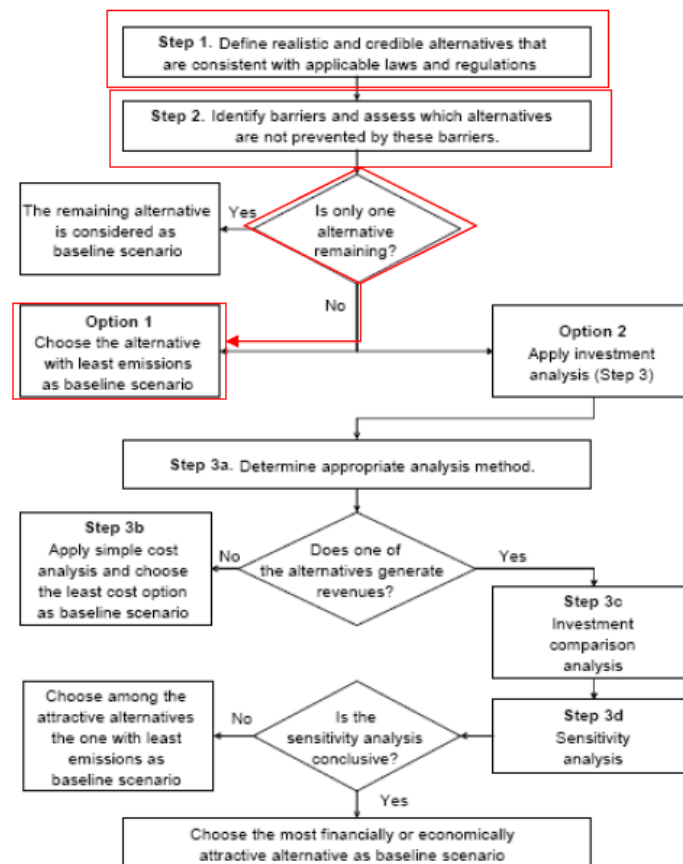 Step 1. Define realistic and credible alternatives that
are consistent with applicable laws and regulations
Step 2. Identify barriers and assess which alternatives
are not prevented by these barriers.
The remaining alternative
is considered as
baseline scenario
Yes
Is only one
alternative
remaining?
No
Option 1
Choose the alternative
with least emissions
as baseline scenario
Option 2
Apply investment
analysis (Step 3)
Step 3a. Determine appropriate analysis method.
Step 3b
Apply simple cost
analysis and choose
the least cost option
as baseline scenario
No
Does one of
the alternatives generate
revenues?
Yes
Step 3c
Investment
comparison
analysis
Choose among the
attractive alternatives
the one with least
emissions as
baseline scenario
No
Is the
sensitivity analysis
conclusive?
Step 3d
Sensitivity
analysis
Yes
Choose the most financially or economically
attractive alternative as baseline scenario